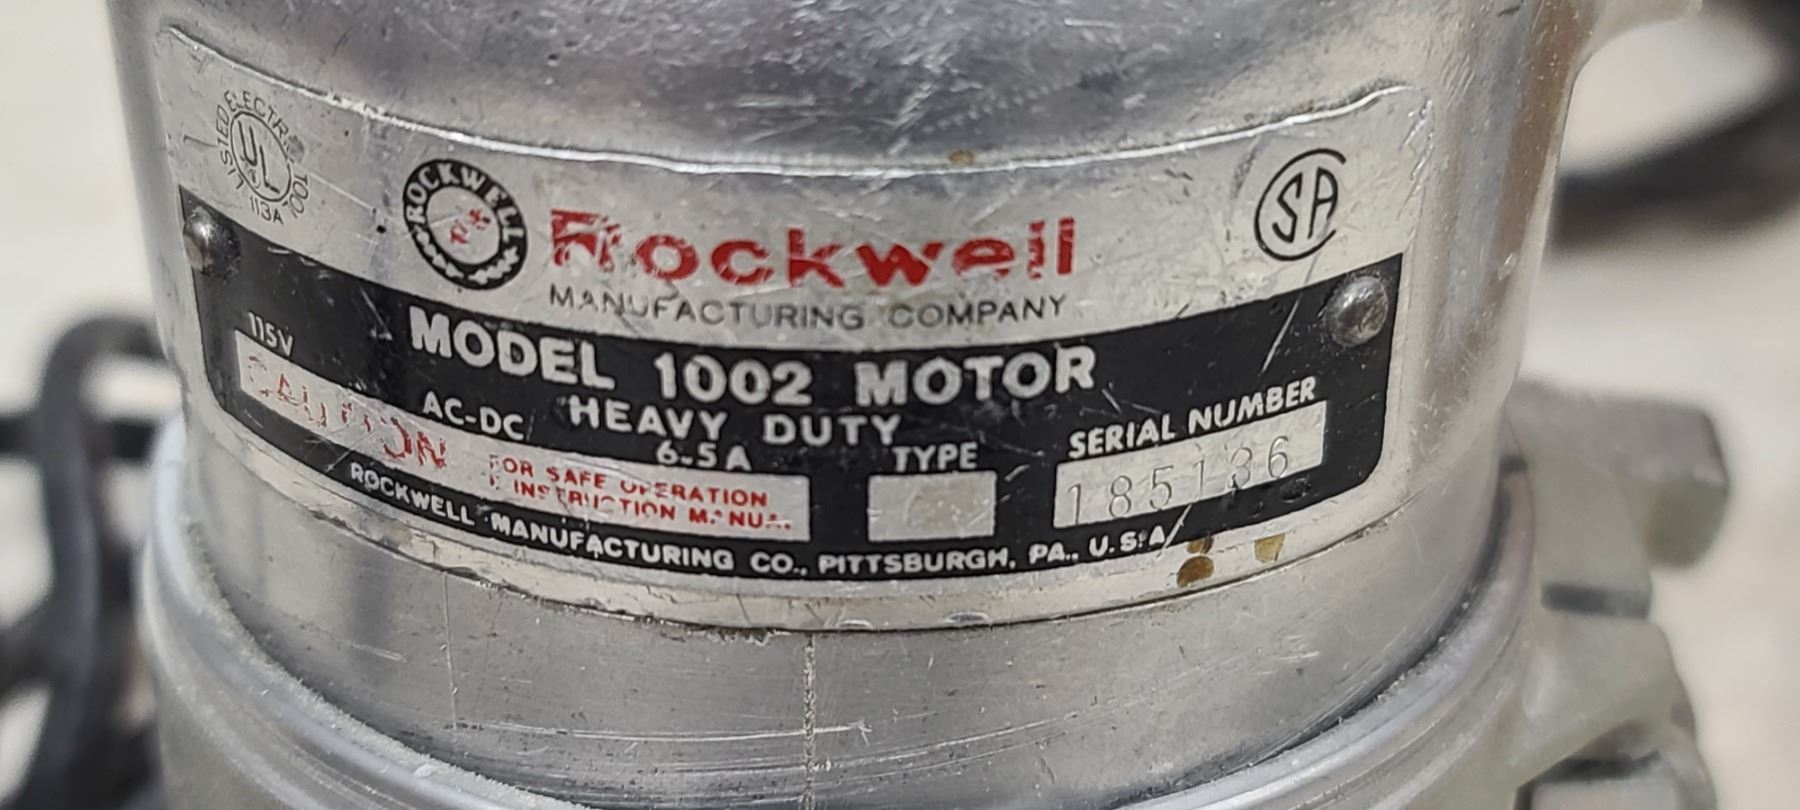 LISTED ELECTRIC TOOL
UL
113A
ROCKWELL
Rockwell
MANUFACTURING COMPANY
SA
115V
MODEL 1002 MOTOR
AC-DC
HEAVY DUTY
6.5A
TYPE
SERIAL NUMBER
185136
CAUTION
FOR SAFE OPERATION
INSTRUCTION MANUAL
ROCKWELL MANUFACTURING CO., PITTSBURGH, PA., U.S.A.